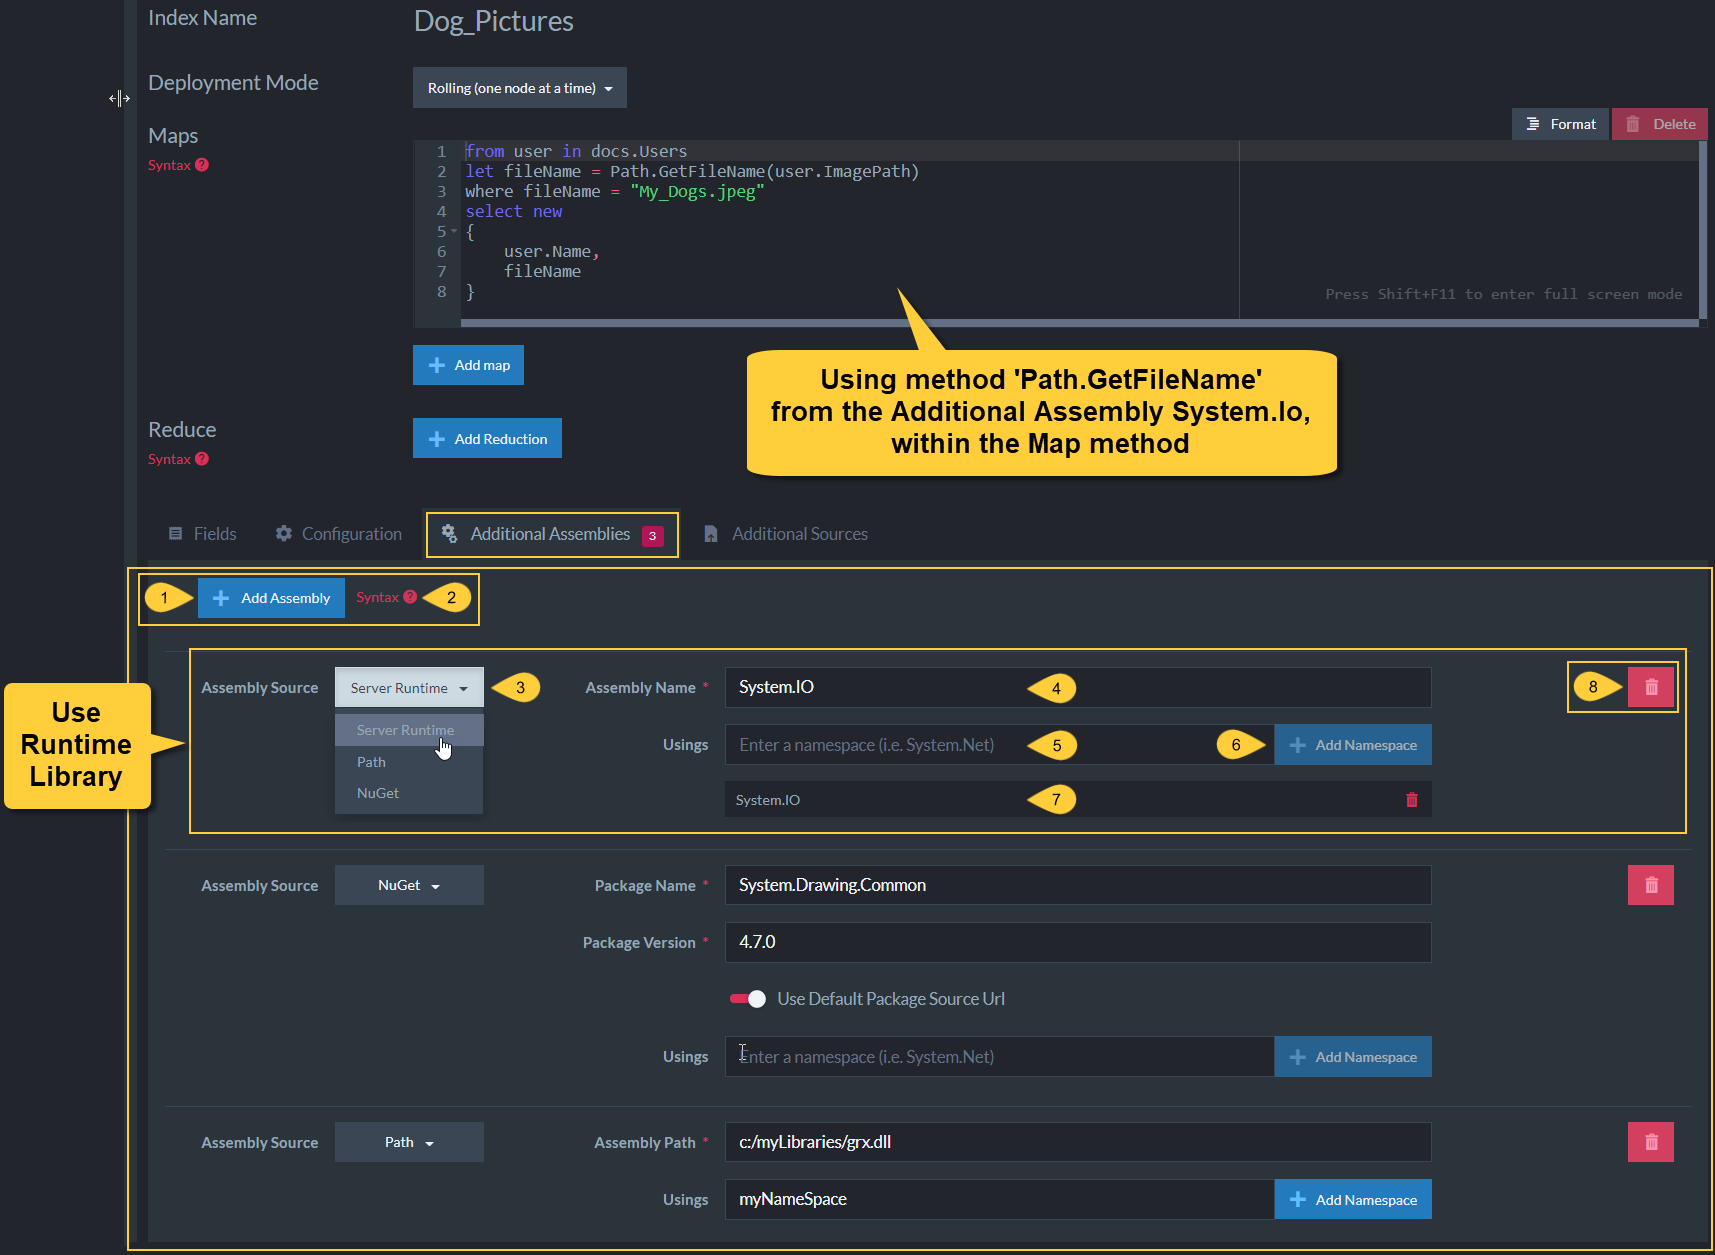 Index Name
Dog_Pictures
Deployment Mode
Rolling (one node at a time)
Maps
Syntax
Format
Delete
1 from user in docs.Users
2 let fileName = Path.GetFileName(user.ImagePath)
3 where fileName = "My_Dogs.jpeg"
4 select new
5 {
6 user.Name,
7 fileName
8 }
Press Shift+F11 to enter full screen mode
Add map
Using method 'Path.GetFileName'
from the Additional Assembly System.Io,
within the Map method
Reduce
Syntax
Add Reduction
Fields
Configuration
Additional Assemblies 3
Additional Sources
1
Add Assembly
Syntax
2
Use
Runtime
Library
Assembly Source
Server Runtime
3
Server Runtime
Path
NuGet
Assembly Name *
System.IO
4
8
Usings
Enter a namespace (i.e. System.Net)
5
6
Add Namespace
System.IO
7
Assembly Source
NuGet
Package Name *
System.Drawing.Common
Package Version *
4.7.0
Use Default Package Source Url
Usings
Enter a namespace (i.e. System.Net)
Add Namespace
Assembly Source
Path
Assembly Path *
c:/myLibraries/grx.dll
Usings
myNameSpace
Add Namespace